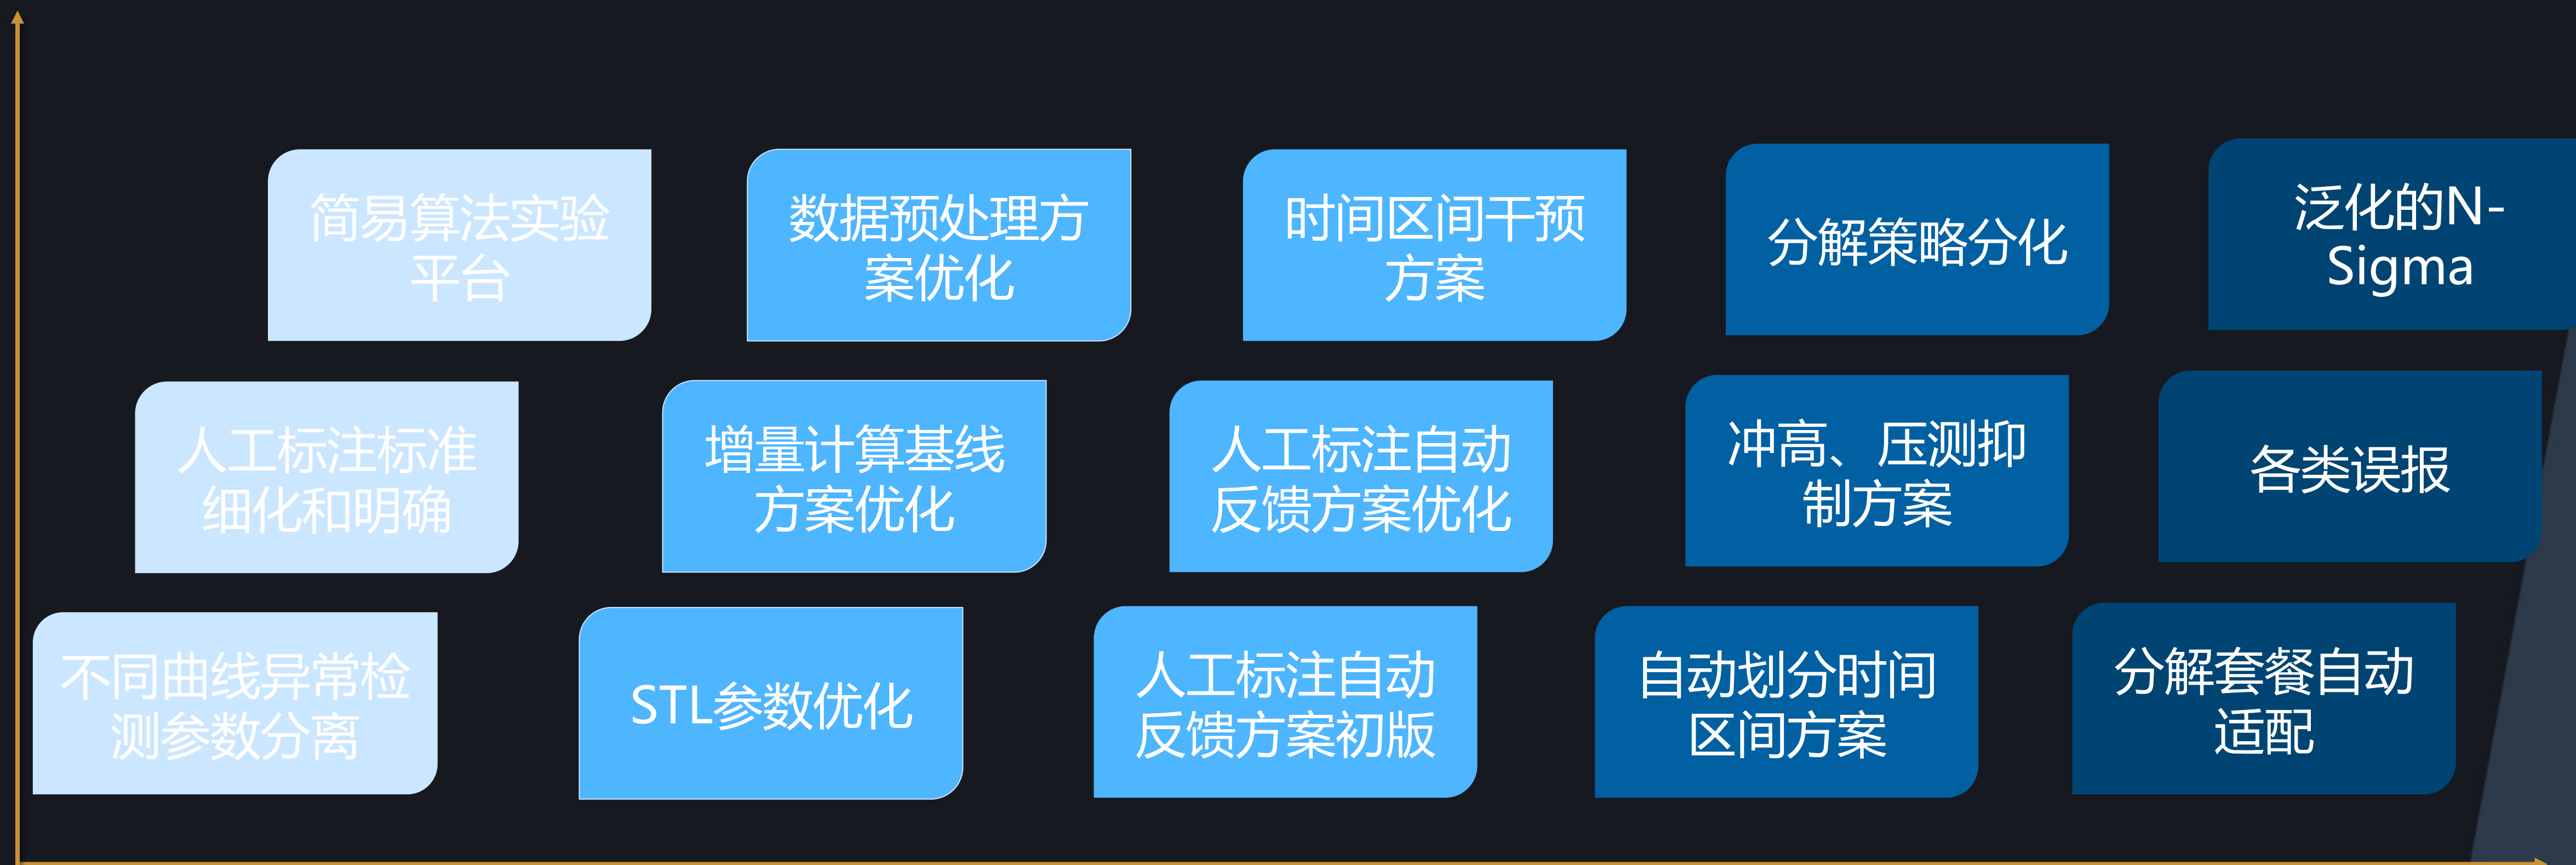 简易算法实验
平台
数据预处理方
案优化
时间区间干预
方案
分解策略分化
泛化的N-
Sigma
人工标注标准
细化和明确
增量计算基线
方案优化
人工标注自动
反馈方案优化
冲高、压测抑
制方案
各类误报
不同曲线异常检
测参数分离
STL参数优化
人工标注自动
反馈方案初版
自动划分时间
区间方案
分解套餐自动
适配